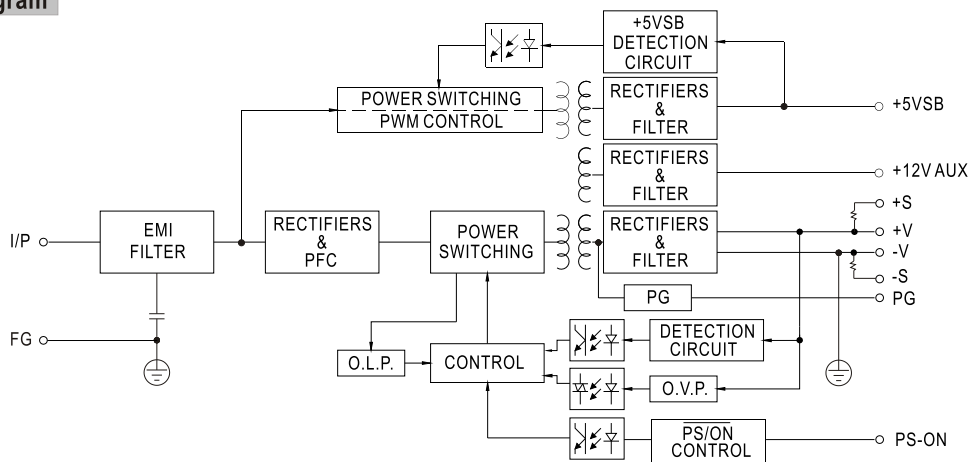 +5VSB
DETECTION
CIRCUIT
POWER SWITCHING
PWM CONTROL
RECTIFIERS
&
FILTER
+5VSB
RECTIFIERS
&
FILTER
+12V AUX
I/P
EMI
FILTER
RECTIFIERS
&
PFC
POWER
SWITCHING
RECTIFIERS
&
FILTER
+S
+V
-V
-S
PG
PG
FG
O.L.P.
CONTROL
DETECTION
CIRCUIT
O.V.P.
PS/ON
CONTROL
PS-ON